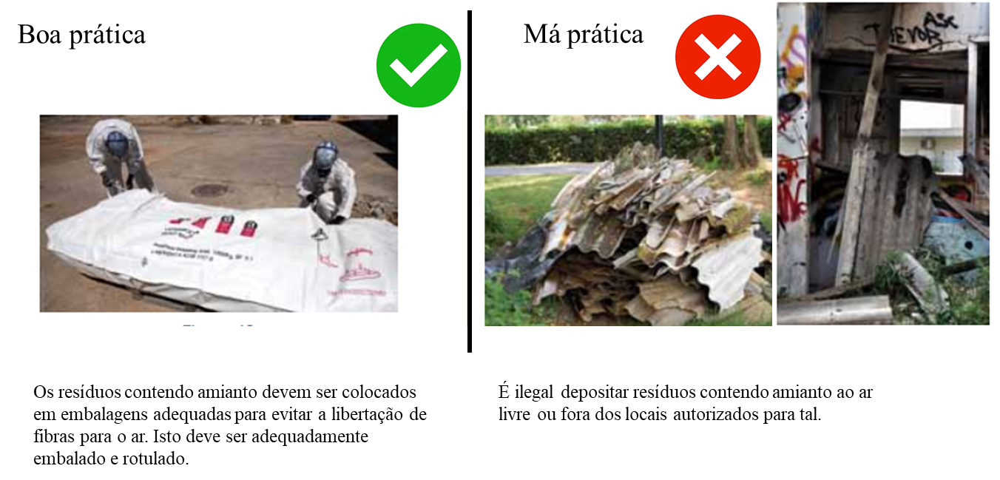 Boa prática
Má prática
Os resíduos contendo amianto devem ser colocados
em embalagens adequadas para evitar a libertação de
fibras para o ar. Isto deve ser adequadamente
embalado e rotulado.
É ilegal depositar resíduos contendo amianto ao ar
livre ou fora dos locais autorizados para tal.